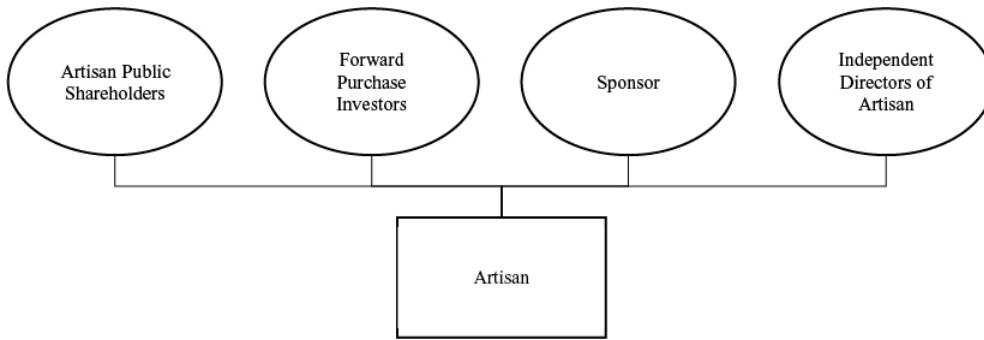 Artisan Public
Shareholders
Forward
Purchase
Investors
Sponsor
Independent
Directors of
Artisan
Artisan